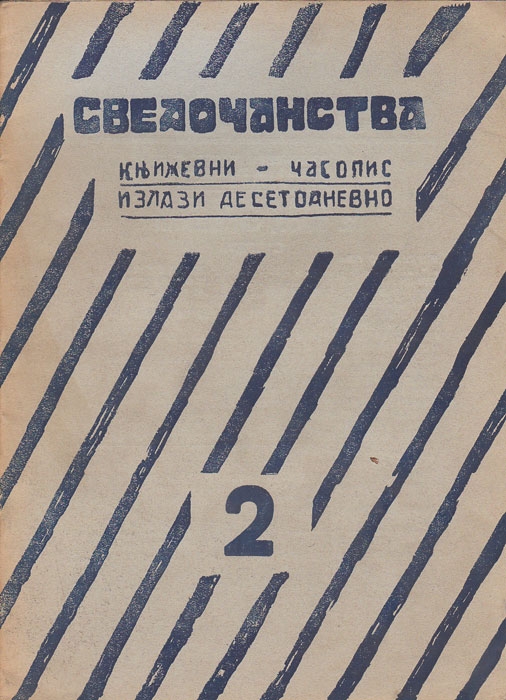 СВЕДОЧАНСТВА
КЊИЖЕВНИ - ЧАСОПИС
ИЗЛАЗИ ДЕСЕТОДНЕВНО
2